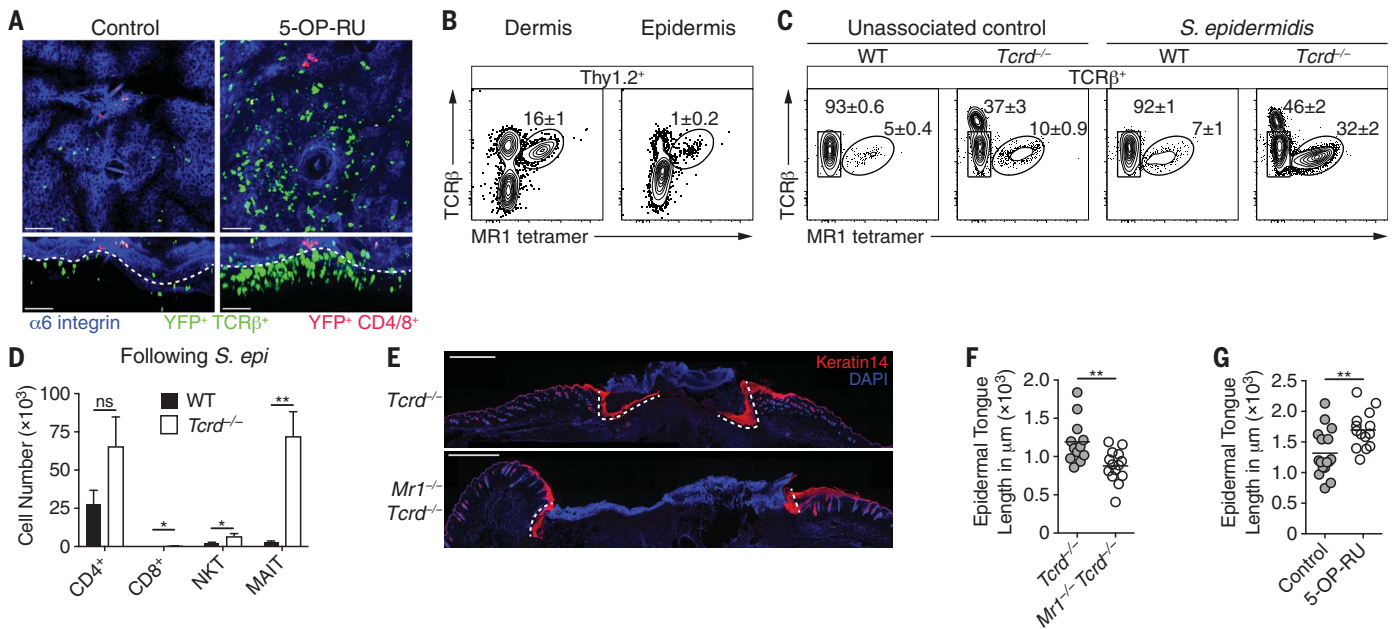 A
Control
5-OP-RU
α6 integrin
YFP⁺ TCRβ⁺
YFP⁺ CD4/8⁺
B
Dermis
Epidermis
Thy1.2⁺
16±1
1±0.2
TCRβ
MR1 tetramer
C
Unassociated control
S. epidermidis
WT
Tcrd⁻/⁻
WT
Tcrd⁻/⁻
TCRβ⁺
93±0.6
5±0.4
37±3
10±0.9
92±1
7±1
46±2
32±2
TCRβ
MR1 tetramer
D
Following S. epi
Cell Number (×10³)
100
75
50
25
0
WT
Tcrd⁻/⁻
ns
*
*
**
CD4⁺
CD8⁺
NKT
MAIT
E
Keratin14
DAPI
Tcrd⁻/⁻
Mr1⁻/⁻
Tcrd⁻/⁻
F
Epidermal Tongue
Length in μm (×10³)
2.0
1.5
1.0
0.5
0
**
Tcrd⁻/⁻
Mr1⁻/⁻ Tcrd⁻/⁻
G
Epidermal Tongue
Length in μm (×10³)
2.5
2.0
1.5
1.0
0.5
0
**
Control
5-OP-RU